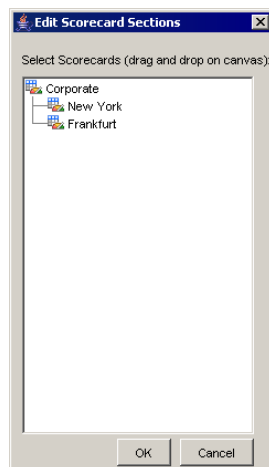 Edit Scorecard Sections
Select Scorecards (drag and drop on canvas):
Corporate
New York
Frankfurt
OK Cancel